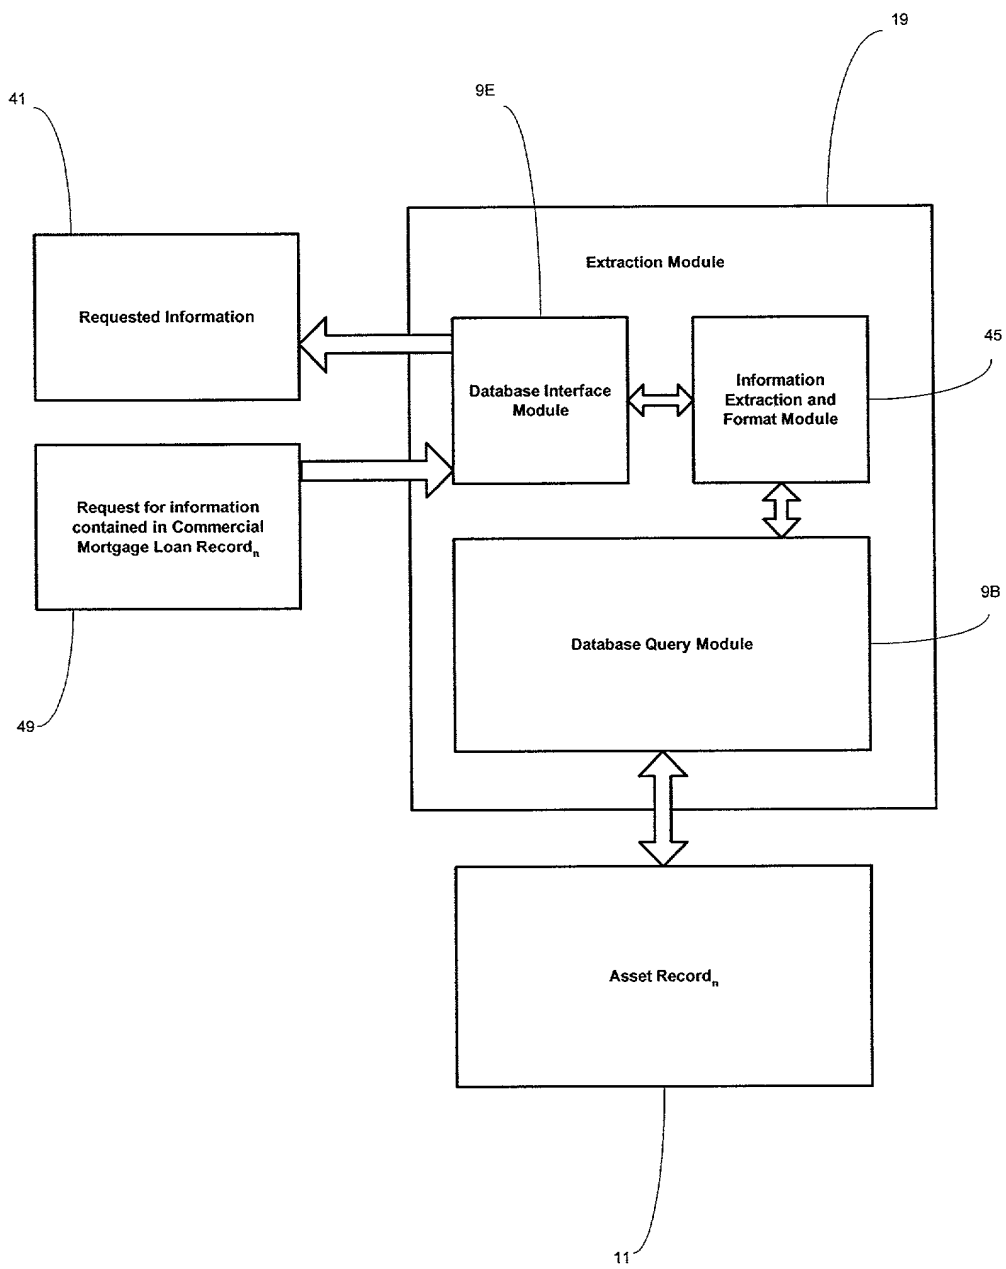 19
41
9E
Extraction Module
Requested Information
45
Database Interface
Module
Information
Extraction and
Format Module
Request for information
contained in Commercial
Mortgage Loan Recordn
9B
Database Query Module
49
Asset Recordn
11